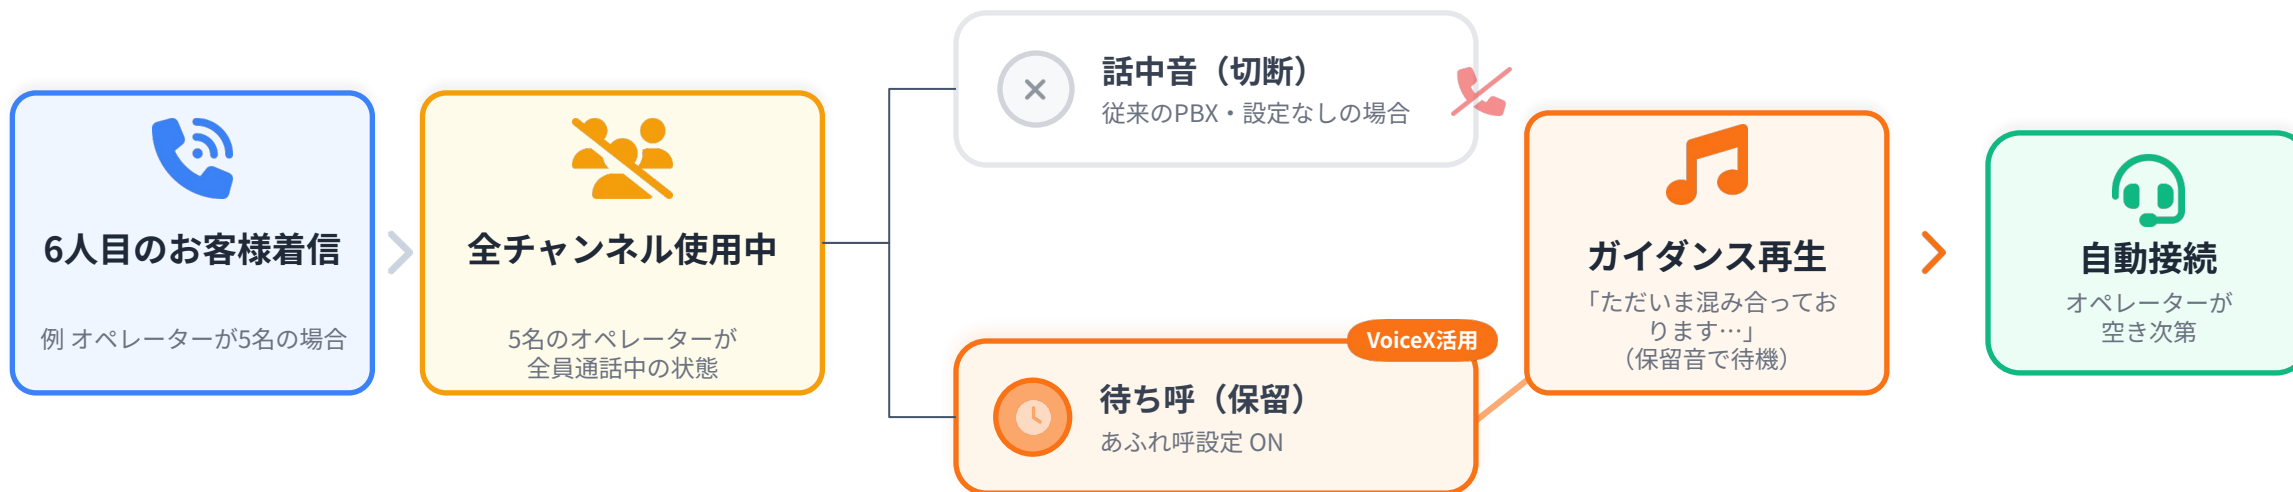 6人目のお客様着信
例 オペレーターが5名の場合
全チャンネル使用中
5名のオペレーターが
全員通話中の状態
話中音（切断）
従来のPBX・設定なしの場合
VoiceX活用
待ち呼（保留）
あふれ呼設定 ON
ガイダンス再生
「ただいま混み合ってお
ります…」
（保留音で待機）
自動接続
オペレーターが
空き次第